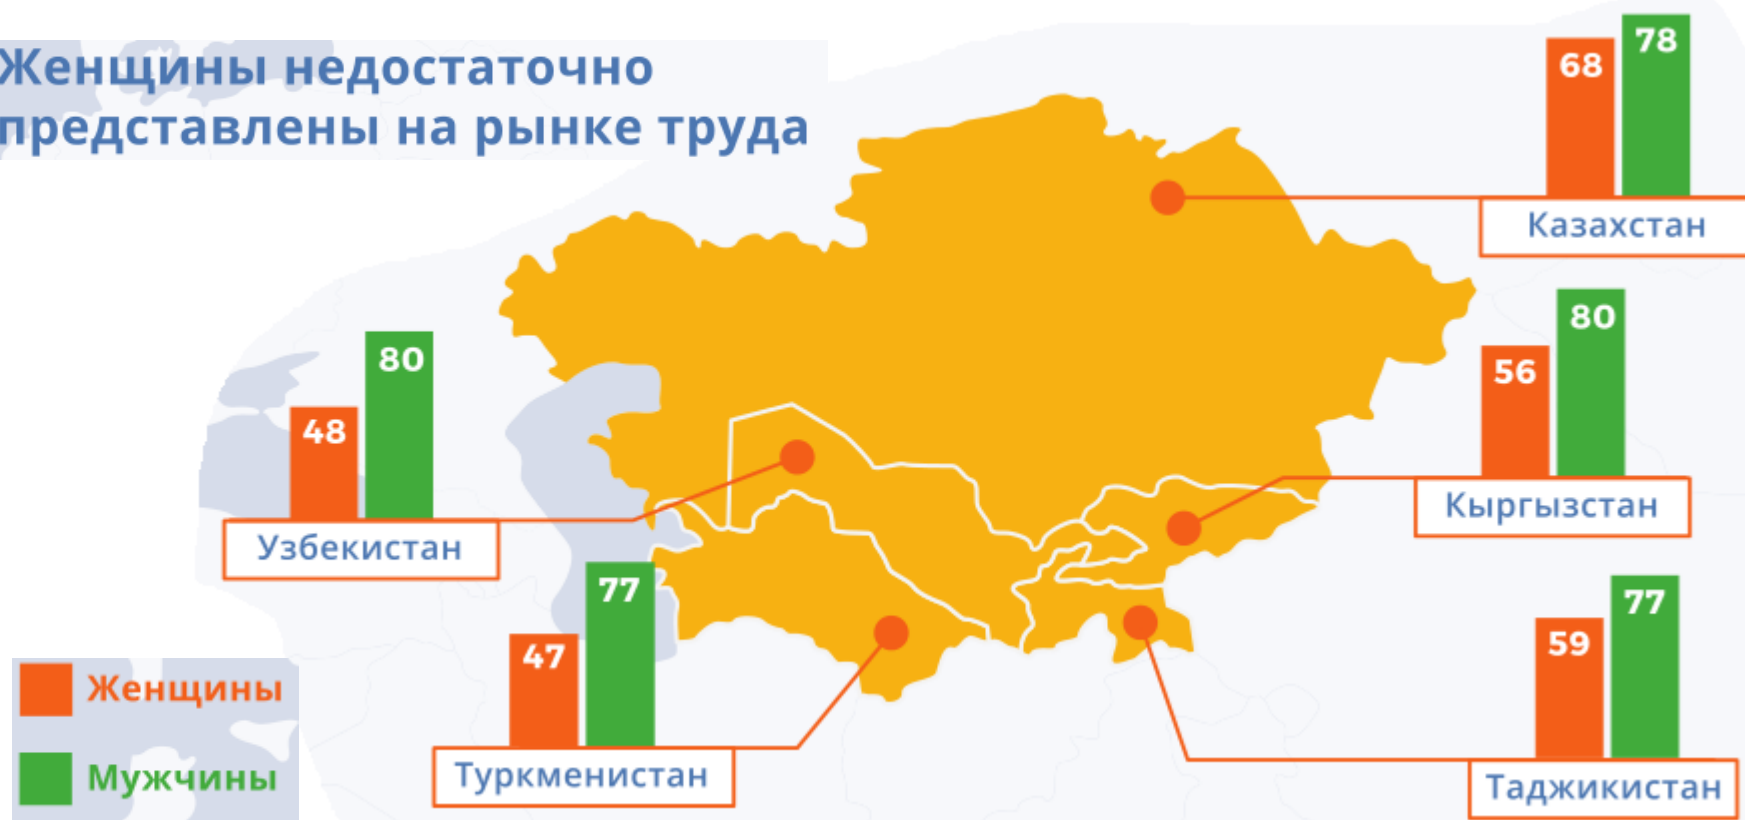 Женщины недостаточно
представлены на рынке труда
68
78
Казахстан
56
80
Кыргызстан
48
80
Узбекистан
47
77
Туркменистан
59
77
Таджикистан
Женщины
Мужчины